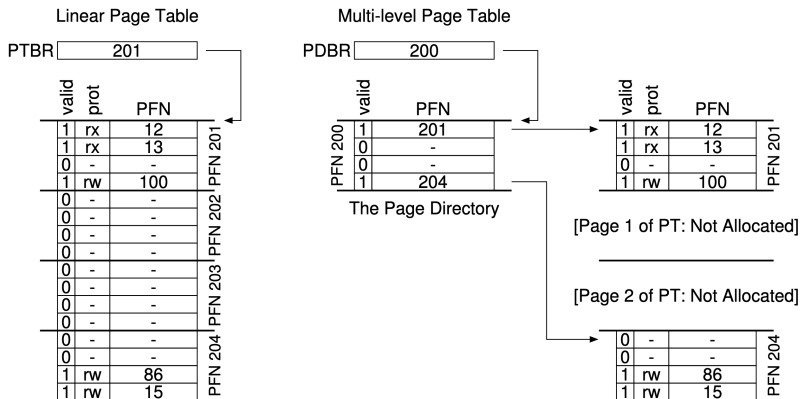 Linear Page Table
PTBR 201
valid prot PFN
1 rx 12
1 rx 13
0 - -
1 rw 100
PFN 201
0 - -
0 - -
0 - -
0 - -
PFN 202
0 - -
0 - -
0 - -
0 - -
PFN 203
0 - -
0 - -
1 rw 86
1 rw 15
PFN 204
Multi-level Page Table
PDBR 200
valid PFN
PFN 200
1 201
0 -
0 -
1 204
The Page Directory
valid prot PFN
1 rx 12
1 rx 13
0 - -
1 rw 100
PFN 201
[Page 1 of PT: Not Allocated]
[Page 2 of PT: Not Allocated]
0 - -
0 - -
1 rw 86
1 rw 15
PFN 204